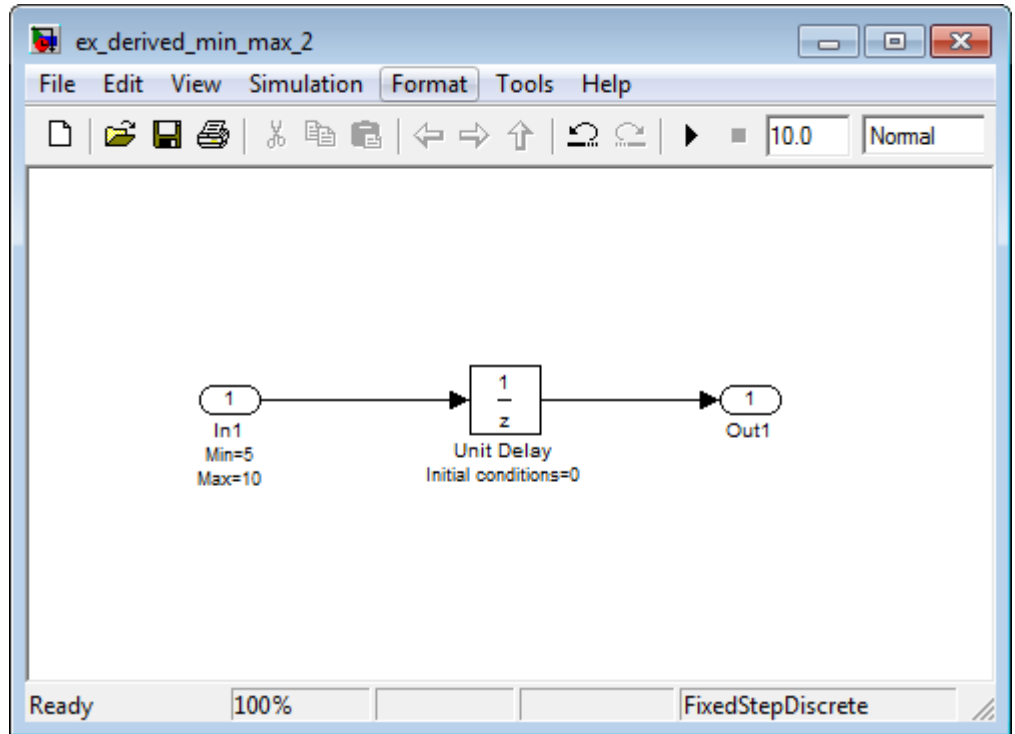 ex_derived_min_max_2
File Edit View Simulation Format Tools Help
10.0 Normal
1
In1
Min=5
Max=10
1
z
Unit Delay
Initial conditions=0
1
Out1
Ready 100% FixedStepDiscrete